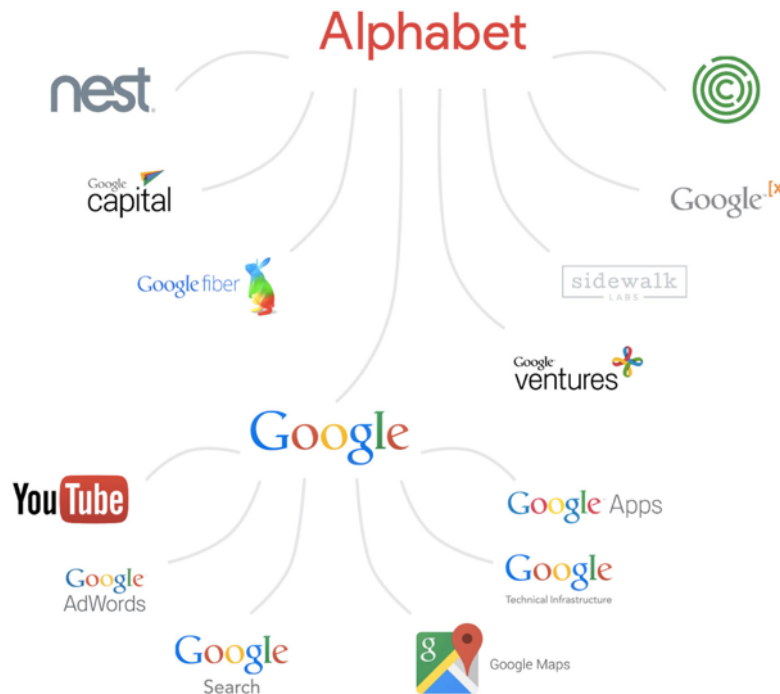 Alphabet
nest
Google
capital
Google [x]
Google fiber
sidewalk
LABS
Google
ventures
Google
YouTube
Google Apps
Google
AdWords
Google
Technical Infrastructure
Google
Search
g
Google Maps